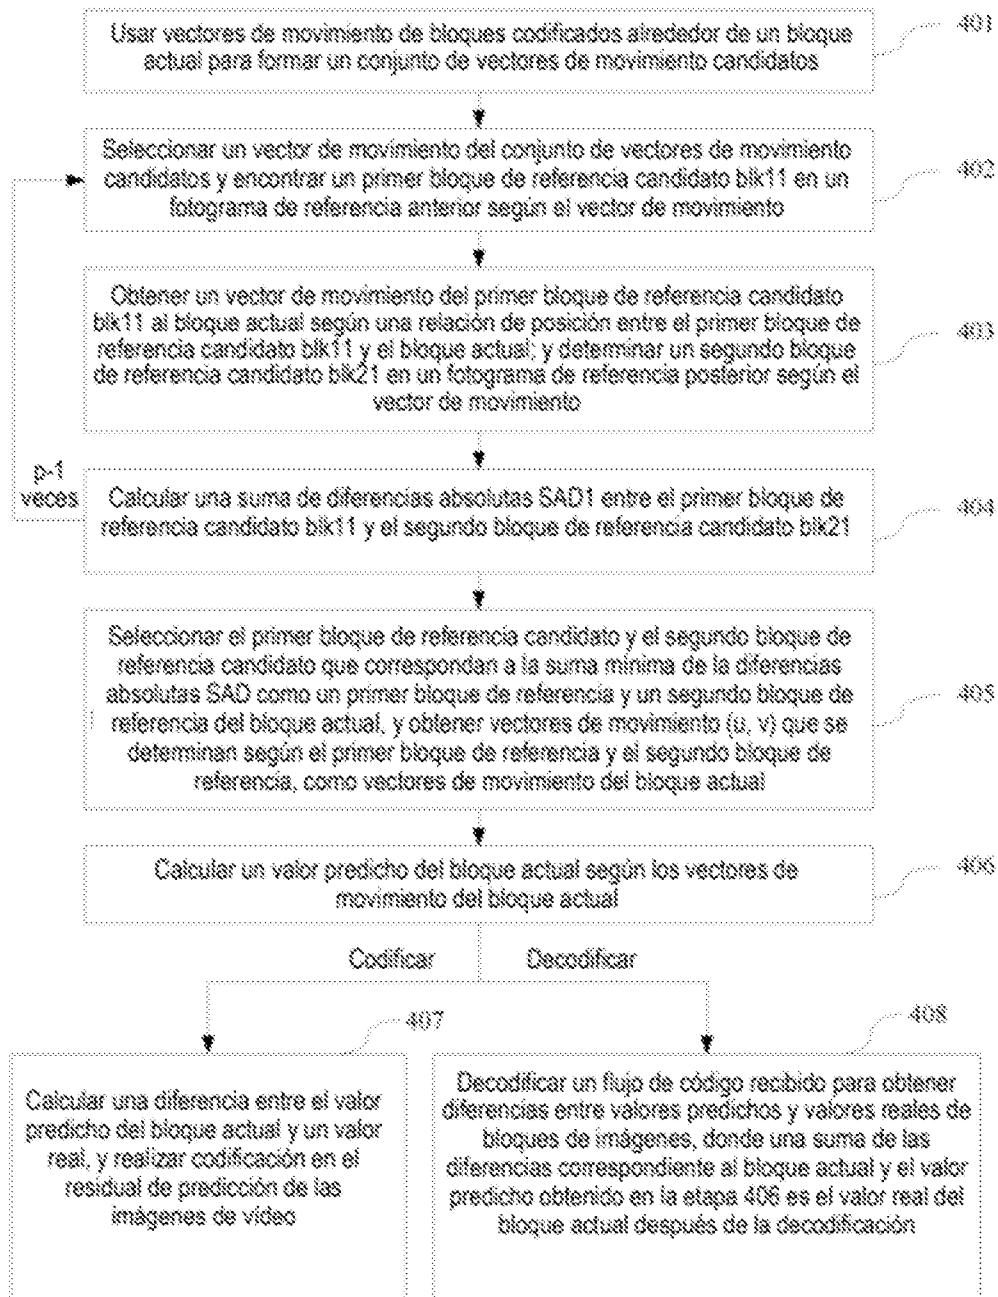 Usar vectores de movimiento de bloques codificados alrededor de un bloque
actual para formar un conjunto de vectores de movimiento candidatos
401
Seleccionar un vector de movimiento del conjunto de vectores de movimiento
candidatos y encontrar un primer bloque de referencia candidato blk11 en un
fotograma de referencia anterior según el vector de movimiento
402
Obtener un vector de movimiento del primer bloque de referencia candidato
blk11 al bloque actual según una relación de posición entre el primer bloque de
referencia candidato blk11 y el bloque actual; y determinar un segundo bloque
de referencia candidato blk21 en un fotograma de referencia posterior según el
vector de movimiento
403
p-1
veces
Calcular una suma de diferencias absolutas SAD1 entre el primer bloque de
referencia candidato blk11 y el segundo bloque de referencia candidato blk21
404
Seleccionar el primer bloque de referencia candidato y el segundo bloque de
referencia candidato que correspondan a la suma mínima de la diferencias
absolutas SAD como un primer bloque de referencia y un segundo bloque de
referencia del bloque actual, y obtener vectores de movimiento (u, v) que se
determinan según el primer bloque de referencia y el segundo bloque de
referencia, como vectores de movimiento del bloque actual
405
Calcular un valor predicho del bloque actual según los vectores de
movimiento del bloque actual
406
Codificar
Decodificar
407
Calcular una diferencia entre el valor
predicho del bloque actual y un valor
real, y realizar codificación en el
residual de predicción de las
imágenes de vídeo
408
Decodificar un flujo de código recibido para obtener
diferencias entre valores predichos y valores reales de
bloques de imágenes, donde una suma de las
diferencias correspondiente al bloque actual y el valor
predicho obtenido en la etapa 406 es el valor real del
bloque actual después de la decodificación